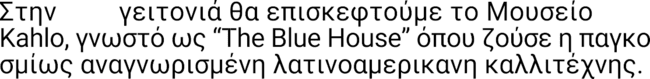 Στην γειτονιά θα επισκεφτούμε το Μουσείο
Kahlo, γνωστό ως “The Blue House” όπου ζούσε η παγκο
σμίως αναγνωρισμένη λατινοαμερικανη καλλιτέχνης.